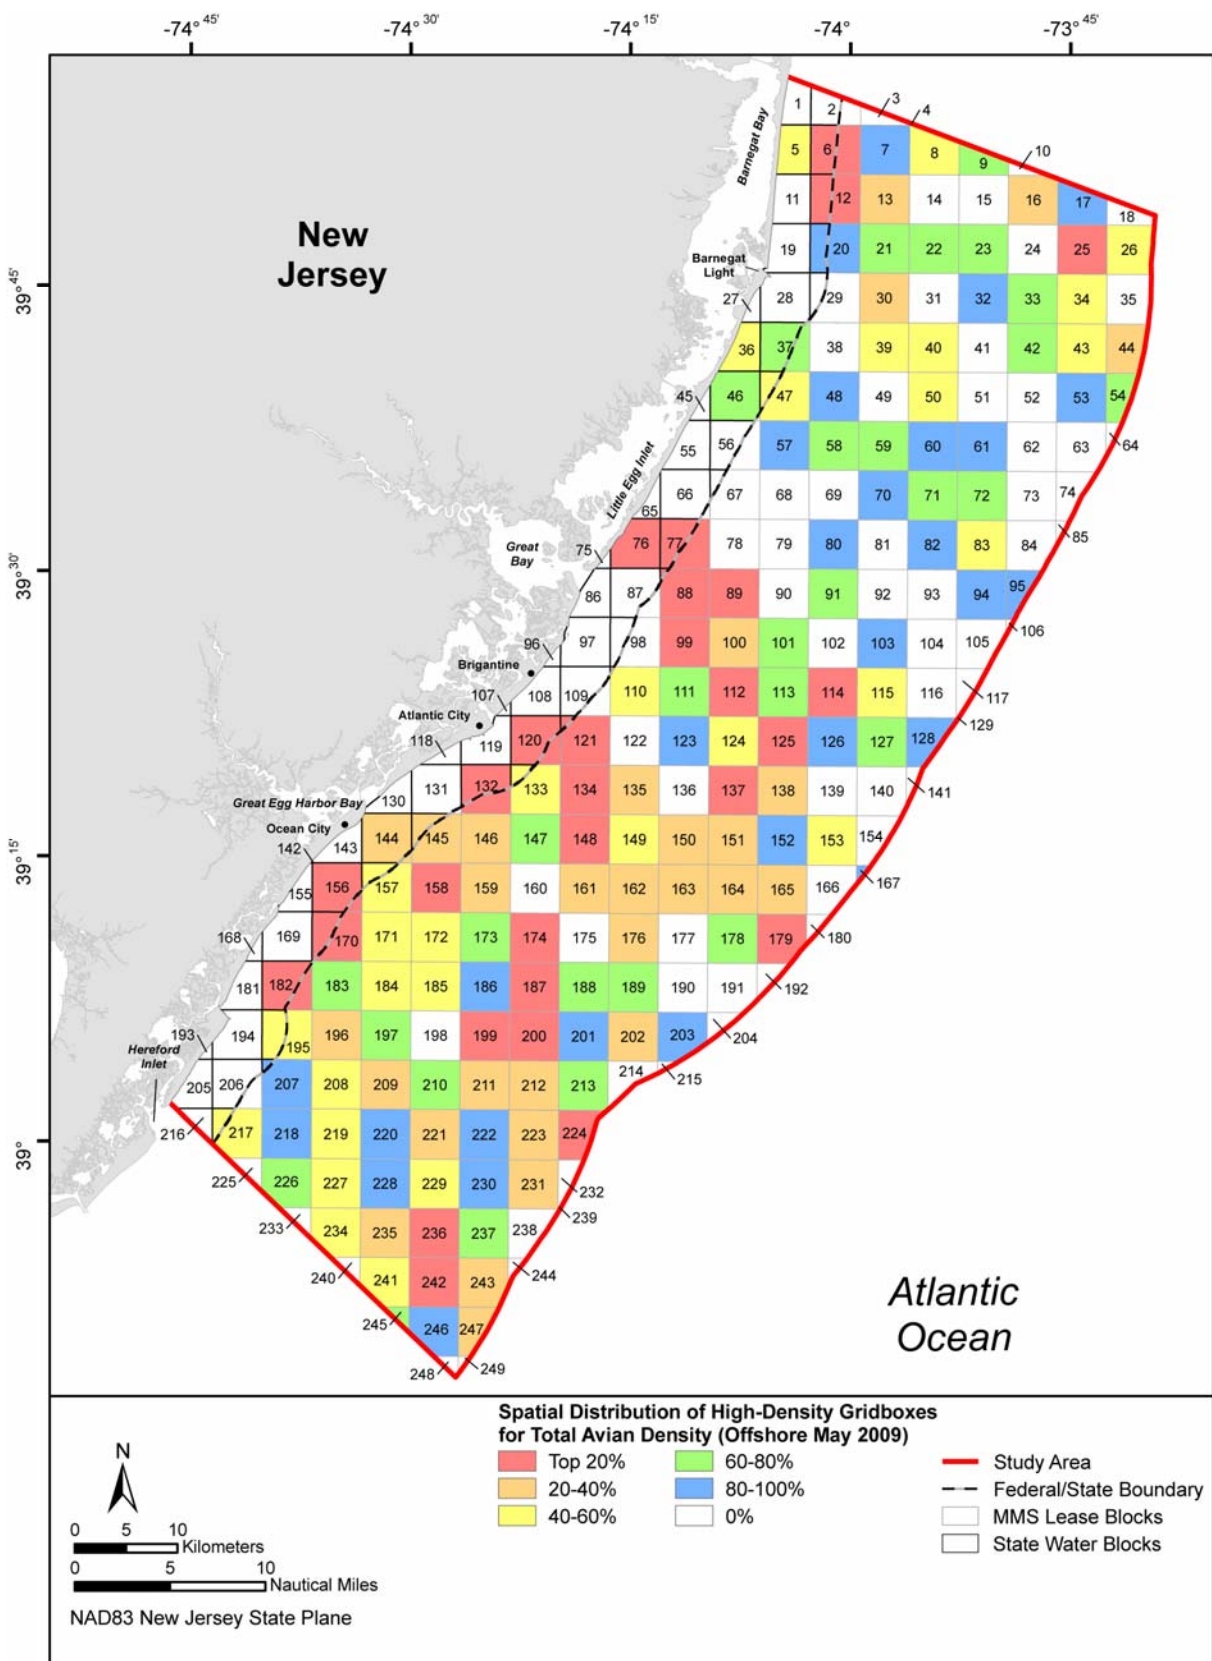 -74° 45' -74° 30' -74° 15' -74° -73° 45'
39° 45'
39° 30'
39° 15'
39°
New
Jersey
Barnegat Bay
Barnegat
Light
Little Egg Inlet
Great
Bay
Brigantine
Atlantic City
Great Egg Harbor Bay
Ocean City
Hereford
Inlet
Atlantic
Ocean
1 2 3 4
5 6 7 8 9 10
11 12 13 14 15 16 17 18
19 20 21 22 23 24 25 26
27 28 29 30 31 32 33 34 35
36 37 38 39 40 41 42 43 44
45 46 47 48 49 50 51 52 53 54
55 56 57 58 59 60 61 62 63 64
65 66 67 68 69 70 71 72 73 74
75 76 77 78 79 80 81 82 83 84 85
86 87 88 89 90 91 92 93 94 95
96 97 98 99 100 101 102 103 104 105 106
107 108 109 110 111 112 113 114 115 116 117
118 119 120 121 122 123 124 125 126 127 128 129
130 131 132 133 134 135 136 137 138 139 140 141
142 143 144 145 146 147 148 149 150 151 152 153 154
155 156 157 158 159 160 161 162 163 164 165 166 167
168 169 170 171 172 173 174 175 176 177 178 179 180
181 182 183 184 185 186 187 188 189 190 191 192
193 194 195 196 197 198 199 200 201 202 203 204
205 206 207 208 209 210 211 212 213 214 215
216 217 218 219 220 221 222 223 224
225 226 227 228 229 230 231 232
233 234 235 236 237 238 239
240 241 242 243 244
245 246 247
248 249
N
0 5 10
Kilometers
0 5 10
Nautical Miles
NAD83 New Jersey State Plane
Spatial Distribution of High-Density Gridboxes
for Total Avian Density (Offshore May 2009)
Top 20%
20-40%
40-60%
60-80%
80-100%
0%
Study Area
Federal/State Boundary
MMS Lease Blocks
State Water Blocks